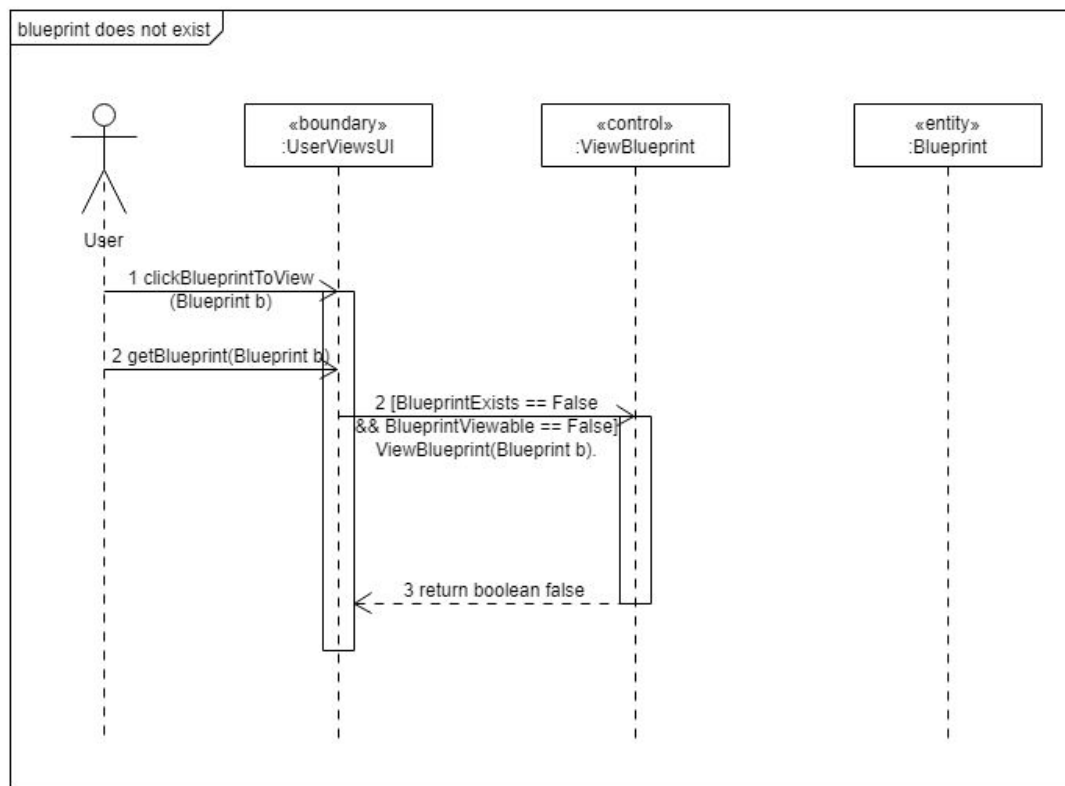 blueprint does not exist
«boundary»
:UserViewsUI
«control»
:ViewBlueprint
«entity»
:Blueprint
User
1 clickBlueprintToView
(Blueprint b)
2 getBlueprint(Blueprint b)
2 [BlueprintExists == False
&& BlueprintViewable == False]
ViewBlueprint(Blueprint b).
3 return boolean false